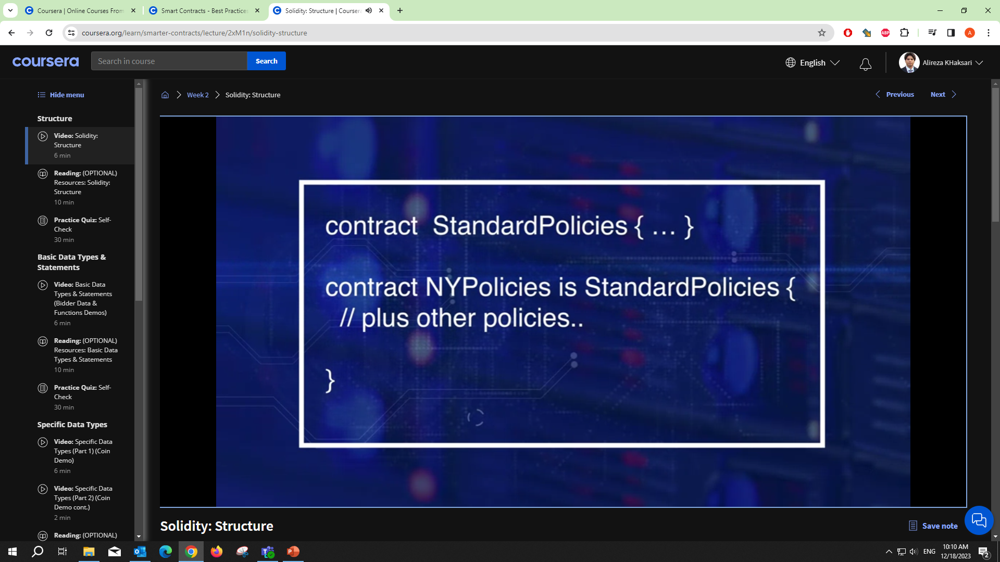 Coursera | Online Courses From
Smart Contracts - Best Practices
Solidity: Structure | Coursera
coursera.org/learn/smarter-contracts/lecture/2xM1n/solidity-structure
ABP
A
coursera
Search in course
Search
English
Alireza KHaksari
Hide menu
Week 2
Solidity: Structure
Previous
Next
Structure
Video: Solidity:
Structure
6 min
Reading: (OPTIONAL)
Resources: Solidity:
Structure
10 min
Practice Quiz: Self-
Check
30 min
Basic Data Types &
Statements
Video: Basic Data
Types & Statements
(Bidder Data &
Functions Demos)
6 min
Reading: (OPTIONAL)
Resources: Basic Data
Types & Statements
10 min
Practice Quiz: Self-
Check
30 min
Specific Data Types
Video: Specific Data
Types (Part 1) (Coin
Demo)
6 min
Video: Specific Data
Types (Part 2) (Coin
Demo cont.)
2 min
Reading: (OPTIONAL)
contract StandardPolicies { ... }
contract NYPolicies is StandardPolicies {
// plus other policies..
}
Solidity: Structure
Save note
ENG
10:10 AM
12/18/2023
2